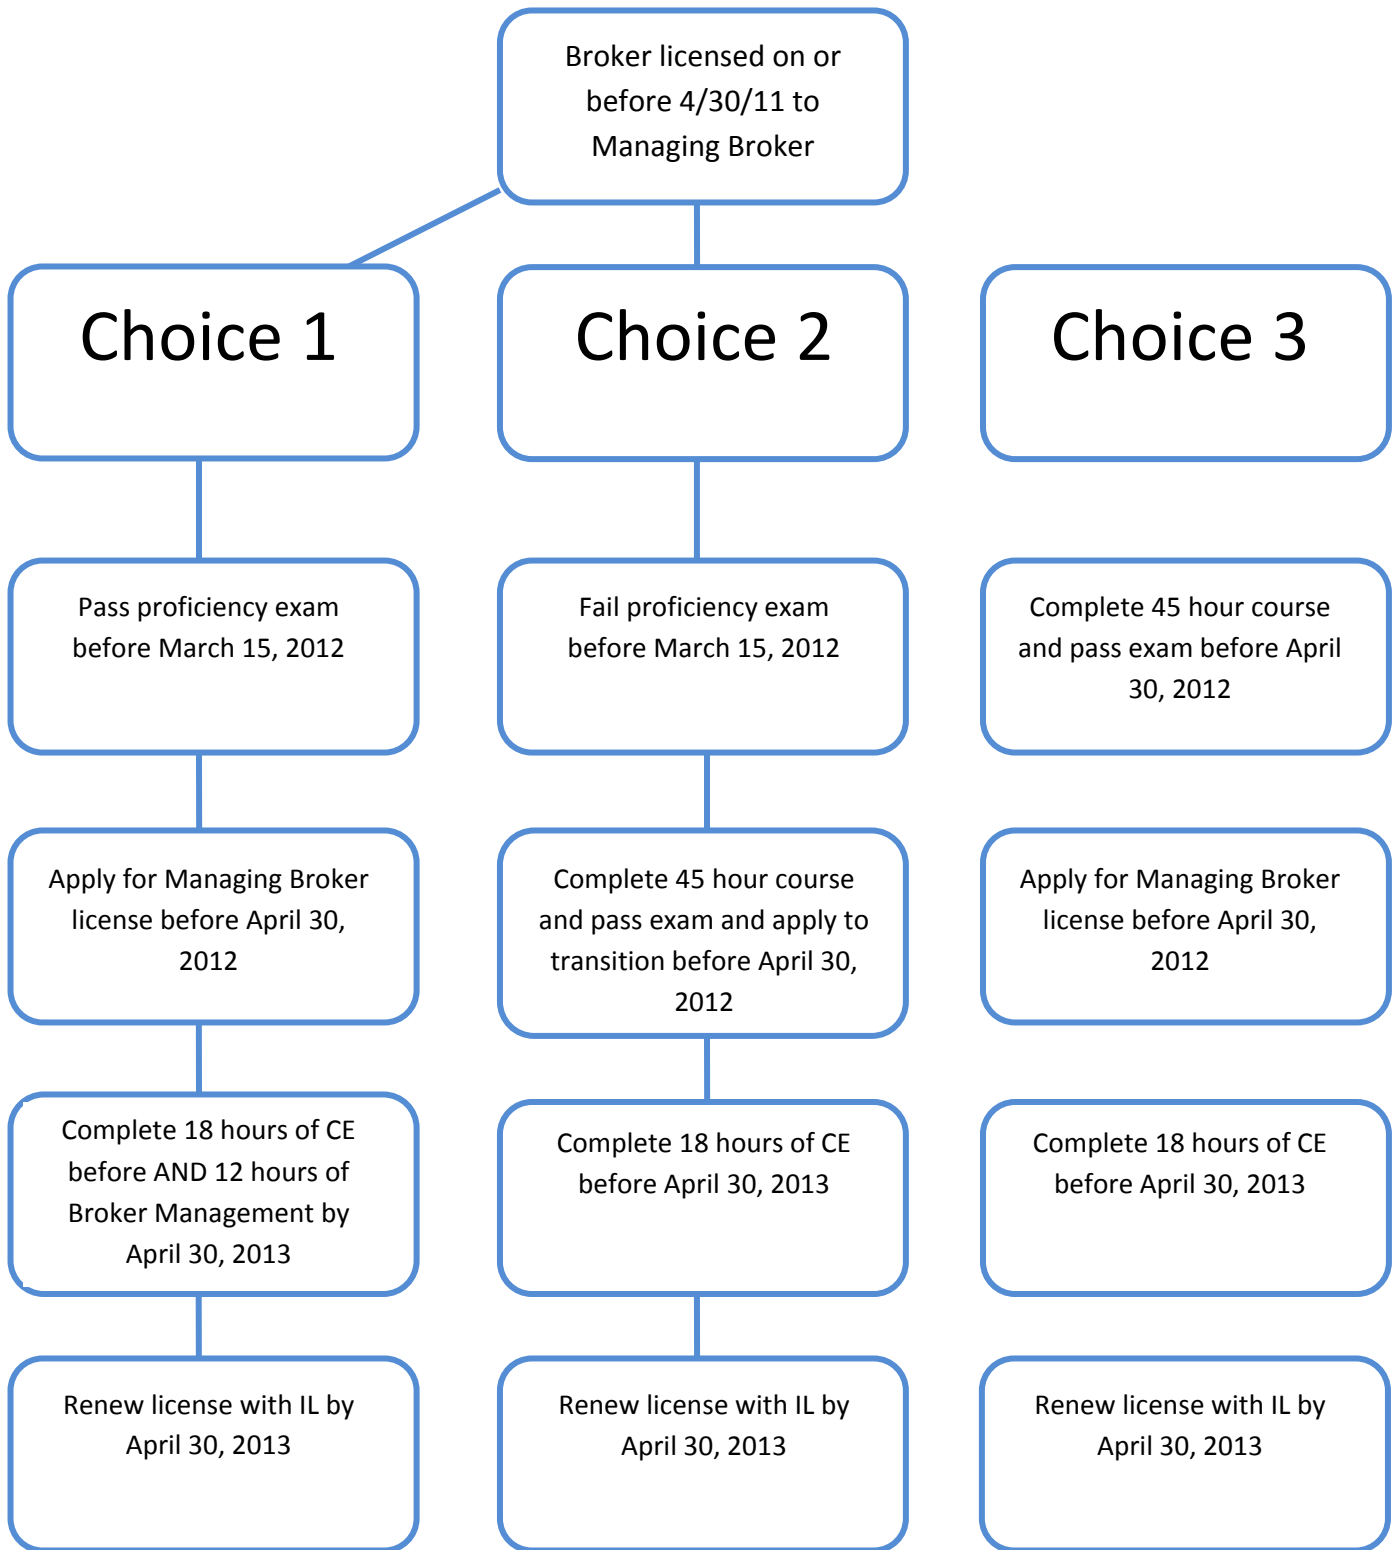 Broker licensed on or
before 4/30/11 to
Managing Broker
Choice 1
Choice 2
Choice 3
Pass proficiency exam
before March 15, 2012
Fail proficiency exam
before March 15, 2012
Complete 45 hour course
and pass exam before April
30, 2012
Apply for Managing Broker
license before April 30,
2012
Complete 45 hour course
and pass exam and apply to
transition before April 30,
2012
Apply for Managing Broker
license before April 30,
2012
Complete 18 hours of CE
before AND 12 hours of
Broker Management by
April 30, 2013
Complete 18 hours of CE
before April 30, 2013
Complete 18 hours of CE
before April 30, 2013
Renew license with IL by
April 30, 2013
Renew license with IL by
April 30, 2013
Renew license with IL by
April 30, 2013